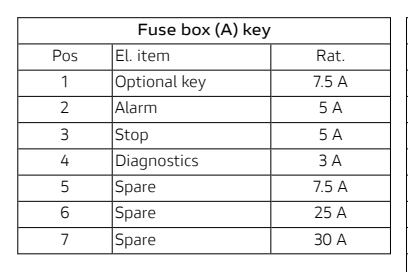 Fuse box (A) key
Pos El. item Rat.
1 Optional key 7.5 A
2 Alarm 5 A
3 Stop 5 A
4 Diagnostics 3 A
5 Spare 7.5 A
6 Spare 25 A
7 Spare 30 A